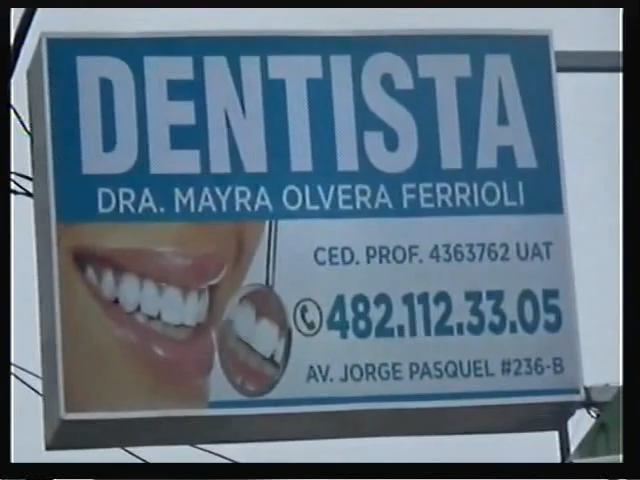 DENTISTA
DRA. MAYRA OLVERA FERRIOLI
CED. PROF. 4363762 UAT
482.112.33.05
AV. JORGE PASQUEL #236-B